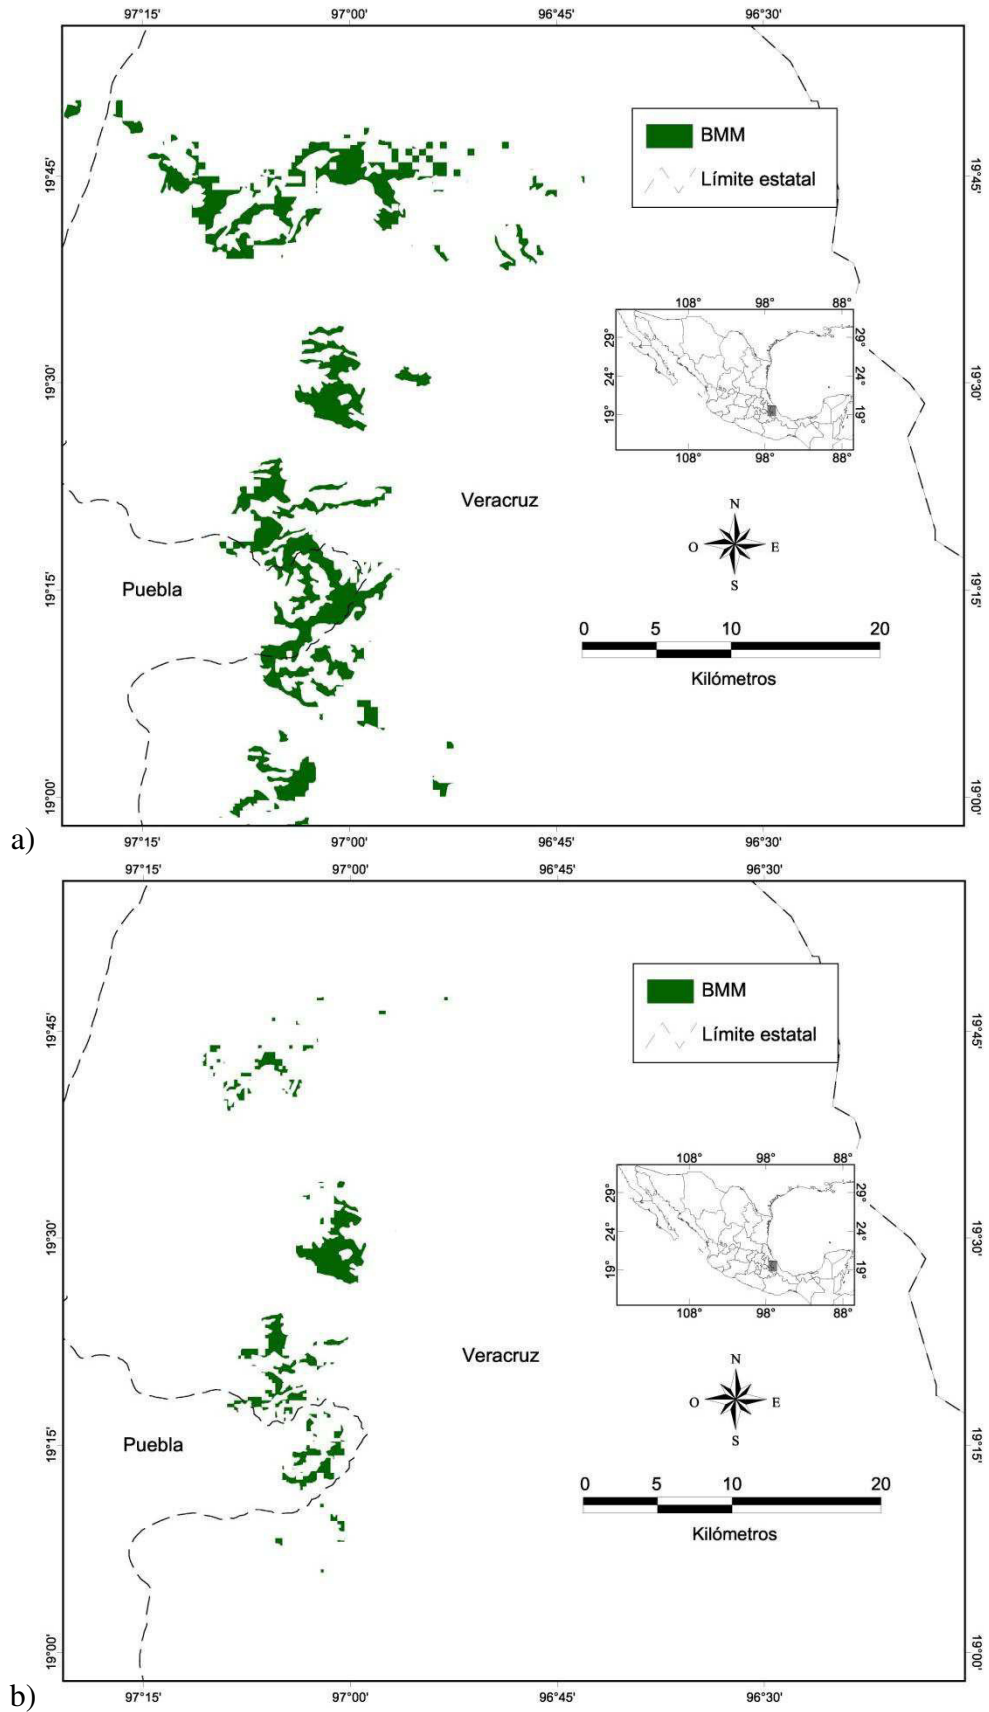 97°15' 97°00' 96°45' 96°30'
19°45' 19°45'
BMM
Límite estatal
108° 98° 88°
29° 29°
24° 24°
19° 19°
108° 98° 88°
19°30' 19°30'
Veracruz
N
O E
S
Puebla
19°15' 19°15'
0 5 10 20
Kilómetros
19°00' 19°00'
a)
97°15' 97°00' 96°45' 96°30'
97°15' 97°00' 96°45' 96°30'
19°45' 19°45'
BMM
Límite estatal
108° 98° 88°
29° 29°
24° 24°
19° 19°
108° 98° 88°
19°30' 19°30'
Veracruz
N
O E
S
Puebla
19°15' 19°15'
0 5 10 20
Kilómetros
19°00' 19°00'
b)
97°15' 97°00' 96°45' 96°30'